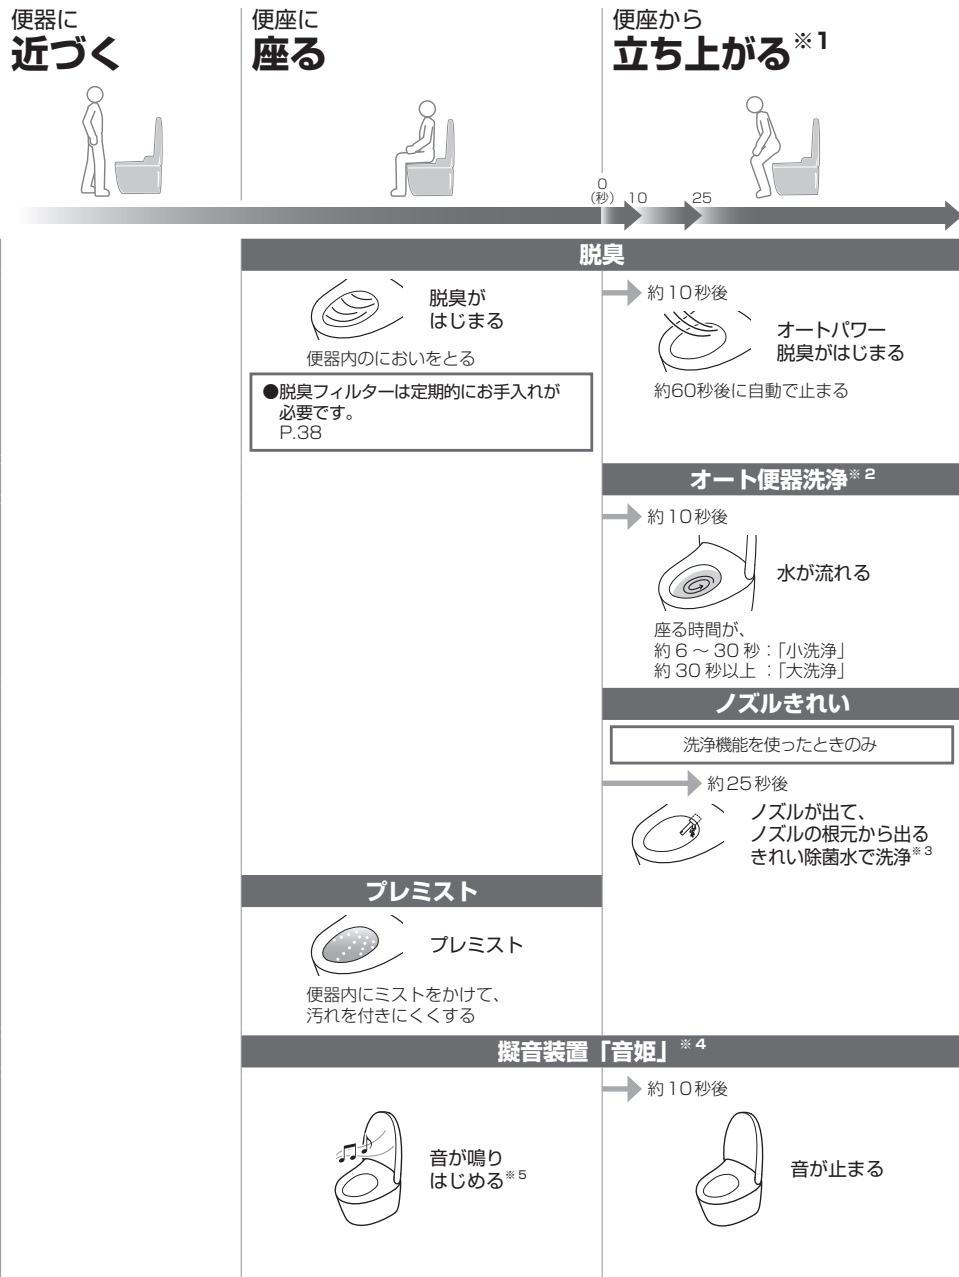 便器に
近づく
便座に
座る
便座から
立ち上がる※1
0
(秒)
10
25
脱臭
脱臭が
はじまる
便器内のにおいをとる
●脱臭フィルターは定期的にお手入れが
必要です。
P.38
約10秒後
オートパワー
脱臭がはじまる
約60秒後に自動で止まる
オート便器洗浄※2
約10秒後
水が流れる
座る時間が、
約 6 ～ 30 秒:「小洗浄」
約 30 秒以上 :「大洗浄」
ノズルきれい
洗浄機能を使ったときのみ
約25秒後
ノズルが出て、
ノズルの根元から出る
きれい除菌水で洗浄※3
プレミスト
プレミスト
便器内にミストをかけて、
汚れを付きにくくする
擬音装置「音姫」※4
音が鳴り
はじめる※5
約10秒後
音が止まる